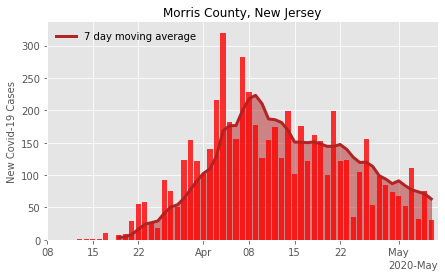 Morris County, New Jersey
7 day moving average
New Covid-19 Cases
300
250
200
150
100
50
0
08 15 22 Apr 08 15 22 May
2020-May